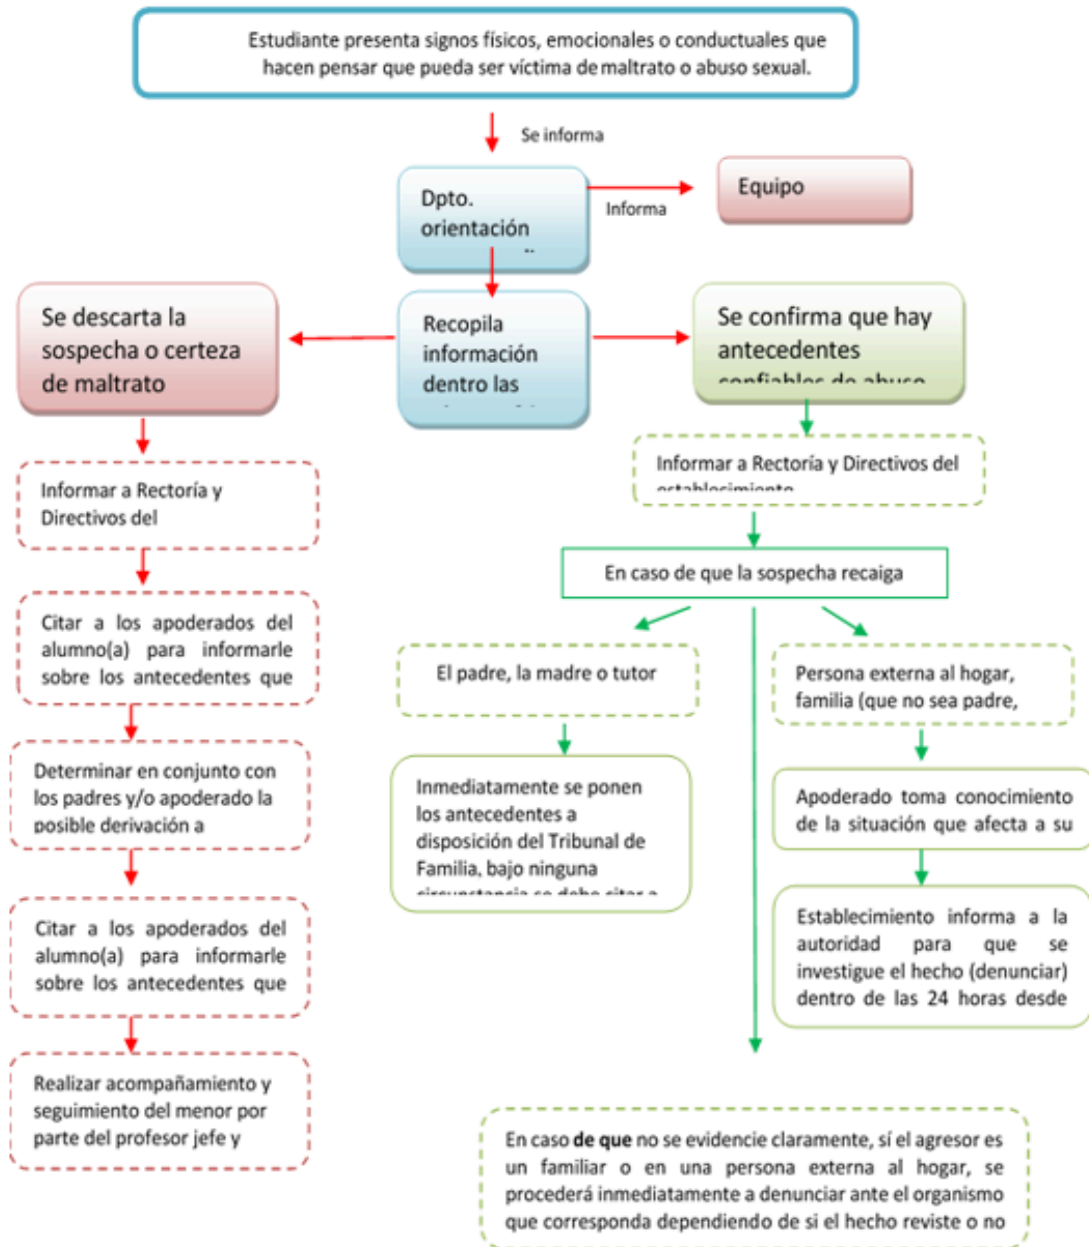 Estudiante presenta signos físicos, emocionales o conductuales que
hacen pensar que pueda ser víctima de maltrato o abuso sexual.
Se informa
Dpto.
orientación
Informa
Equipo
Se descarta la
sospecha o certeza
de maltrato
Recopila
información
dentro las
Se confirma que hay
antecedentes
confiables de abuso
Informar a Rectoría y
Directivos del
Informar a Rectoría y Directivos del
establecimiento
En caso de que la sospecha recaiga
Citar a los apoderados del
alumno(a) para informarle
sobre los antecedentes que
El padre, la madre o tutor
Persona externa al hogar,
familia (que no sea padre,
Determinar en conjunto con
los padres y/o apoderado la
posible derivación a
Inmediatamente se ponen
los antecedentes a
disposición del Tribunal de
Familia, bajo ninguna
circunstancia se debe citar a
Apoderado toma conocimiento
de la situación que afecta a su
Citar a los apoderados del
alumno(a) para informarle
sobre los antecedentes que
Establecimiento informa a la
autoridad para que se
investigue el hecho (denunciar)
dentro de las 24 horas desde
Realizar acompañamiento y
seguimiento del menor por
parte del profesor jefe y
En caso de que no se evidencie claramente, sí el agresor es
un familiar o en una persona externa al hogar, se
procederá inmediatamente a denunciar ante el organismo
que corresponda dependiendo de si el hecho reviste o no